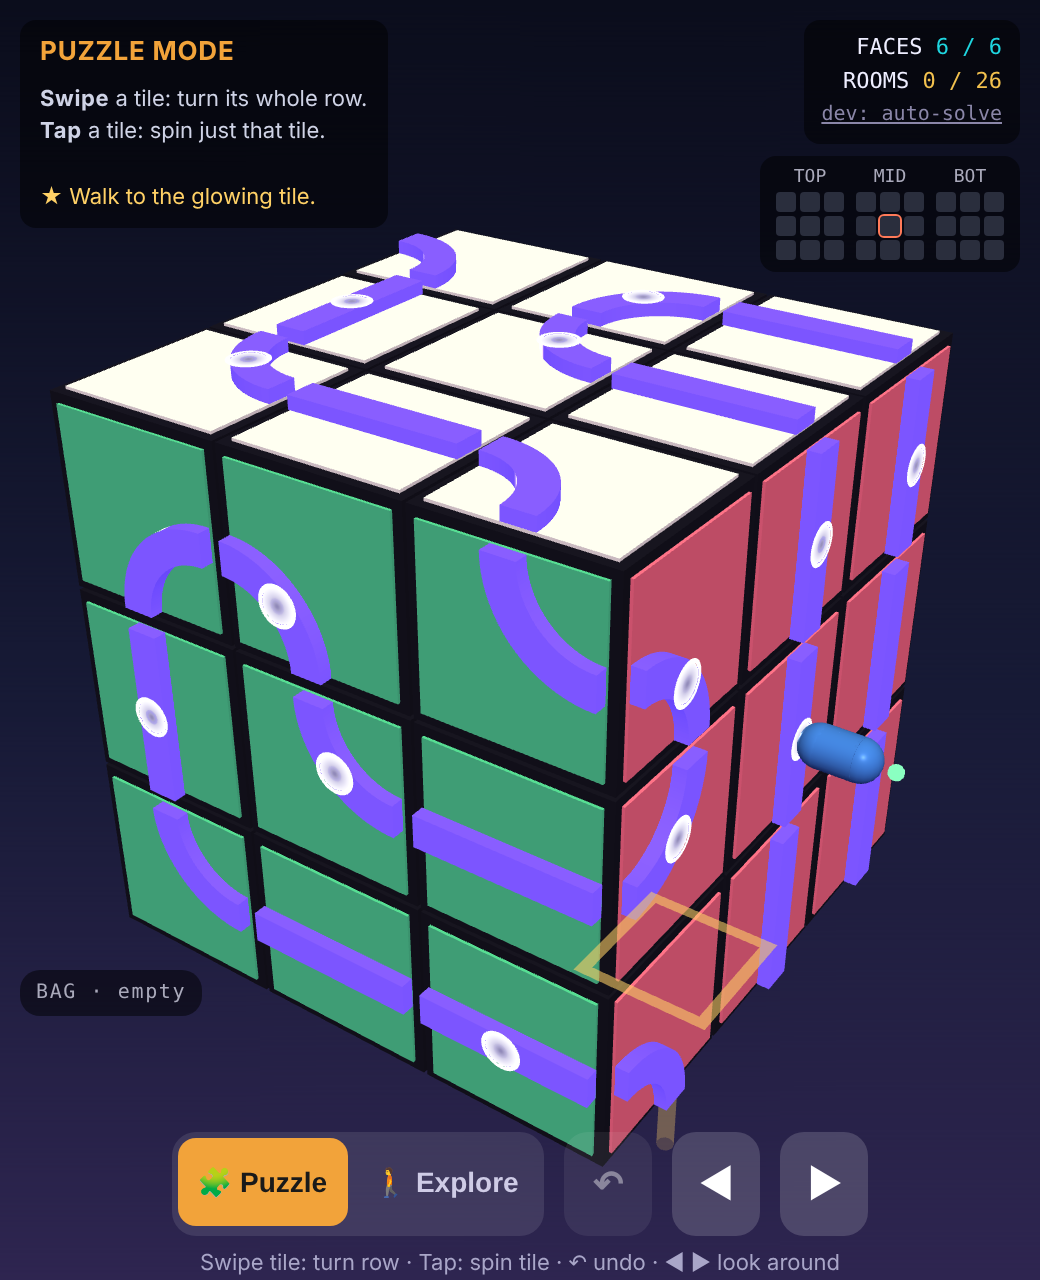 PUZZLE MODE
Swipe a tile: turn its whole row.
Tap a tile: spin just that tile.
★ Walk to the glowing tile.
FACES 6 / 6
ROOMS 0 / 26
dev: auto-solve
TOP MID BOT
BAG · empty
🧩 Puzzle 🚶 Explore ↶ ◀ ▶
Swipe tile: turn row · Tap: spin tile · ↶ undo · ◀ ▶ look around